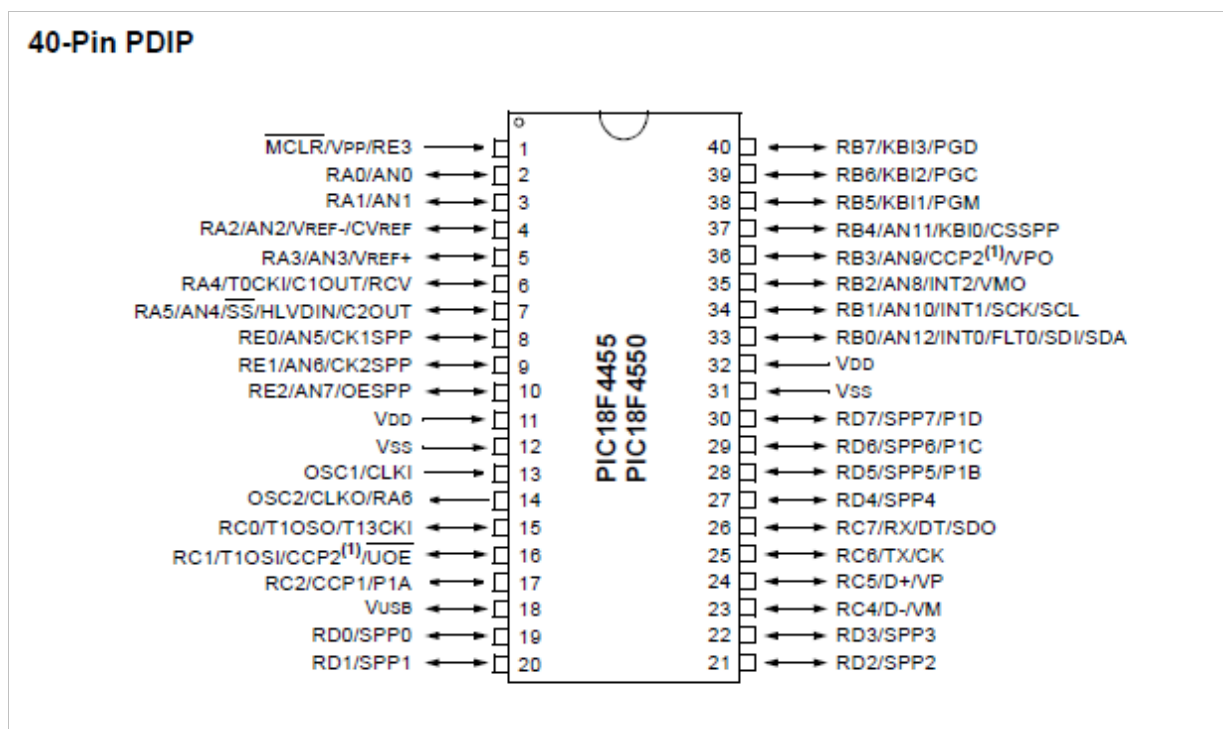 40-Pin PDIP
MCLR/VPP/RE3 1 40 RB7/KBI3/PGD
RA0/AN0 2 39 RB6/KBI2/PGC
RA1/AN1 3 38 RB5/KBI1/PGM
RA2/AN2/VREF-/CVREF 4 37 RB4/AN11/KBI0/CSSPP
RA3/AN3/VREF+ 5 36 RB3/AN9/CCP2(1)/VPO
RA4/T0CKI/C1OUT/RCV 6 35 RB2/AN8/INT2/VMO
RA5/AN4/SS/HLVDIN/C2OUT 7 34 RB1/AN10/INT1/SCK/SCL
RE0/AN5/CK1SPP 8 33 RB0/AN12/INT0/FLT0/SDI/SDA
RE1/AN6/CK2SPP 9 32 VDD
RE2/AN7/OESPP 10 31 VSS
VDD 11 30 RD7/SPP7/P1D
VSS 12 29 RD6/SPP6/P1C
OSC1/CLKI 13 28 RD5/SPP5/P1B
OSC2/CLKO/RA6 14 27 RD4/SPP4
RC0/T1OSO/T13CKI 15 26 RC7/RX/DT/SDO
RC1/T1OSI/CCP2(1)/UOE 16 25 RC6/TX/CK
RC2/CCP1/P1A 17 24 RC5/D+/VP
VUSB 18 23 RC4/D-/VM
RD0/SPP0 19 22 RD3/SPP3
RD1/SPP1 20 21 RD2/SPP2
PIC18F4455
PIC18F4550